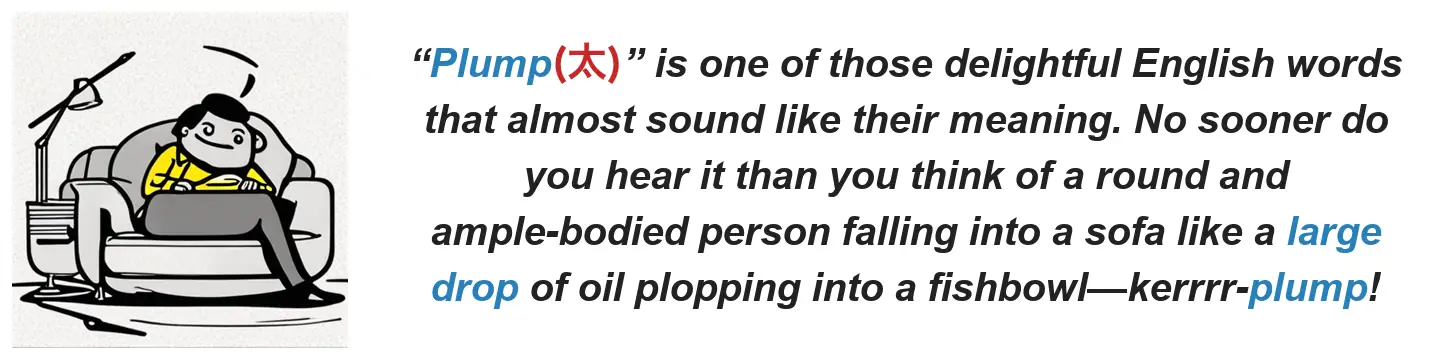 “Plump(太)” is one of those delightful English words
that almost sound like their meaning. No sooner do
you hear it than you think of a round and
ample-bodied person falling into a sofa like a large
drop of oil plopping into a fishbowl—kerrrr-plump!